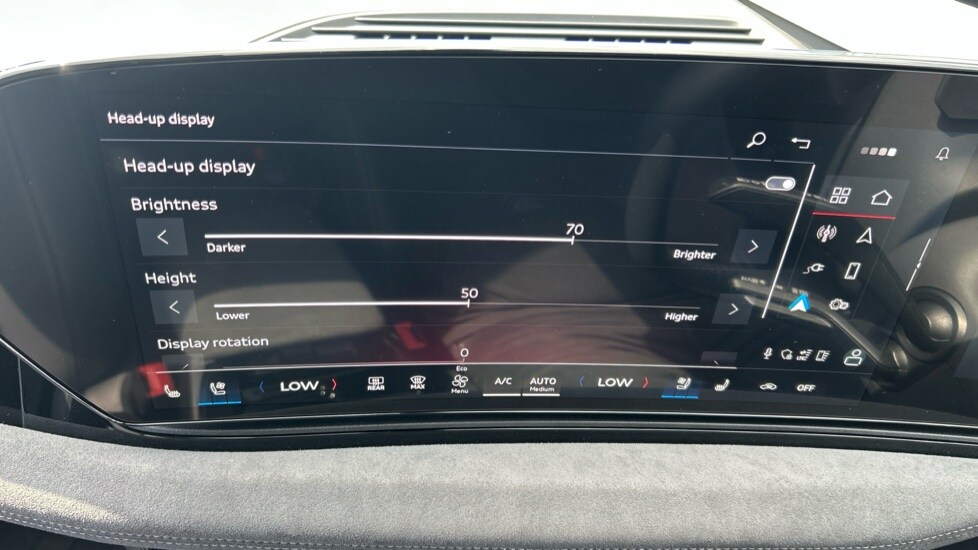 Head-up display
Head-up display
Brightness
70
Darker Brighter
Height
50
Lower Higher
Display rotation
0
Eco
LOW REAR MAX Menu A/C AUTO Medium LOW OFF